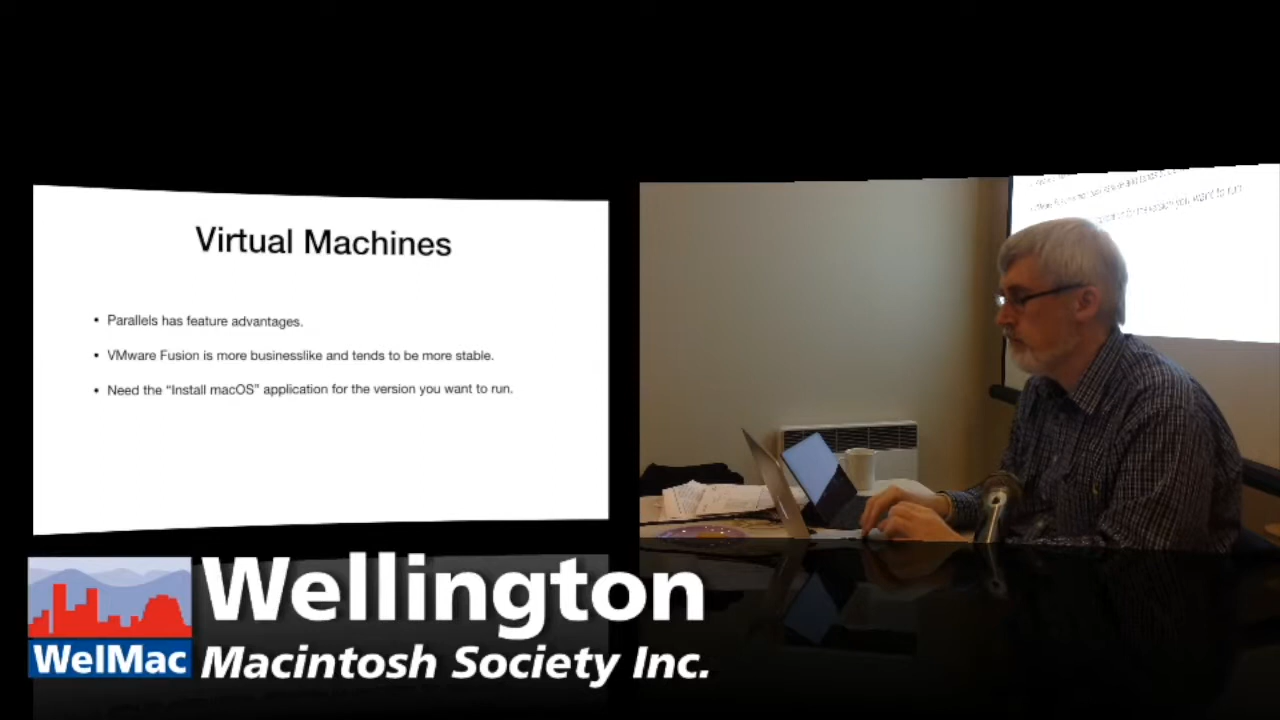 Virtual Machines
• Parallels has feature advantages.
• VMware Fusion is more businesslike and tends to be more stable.
• Need the “Install macOS” application for the version you want to run.
WelMac
Wellington
Macintosh Society Inc.